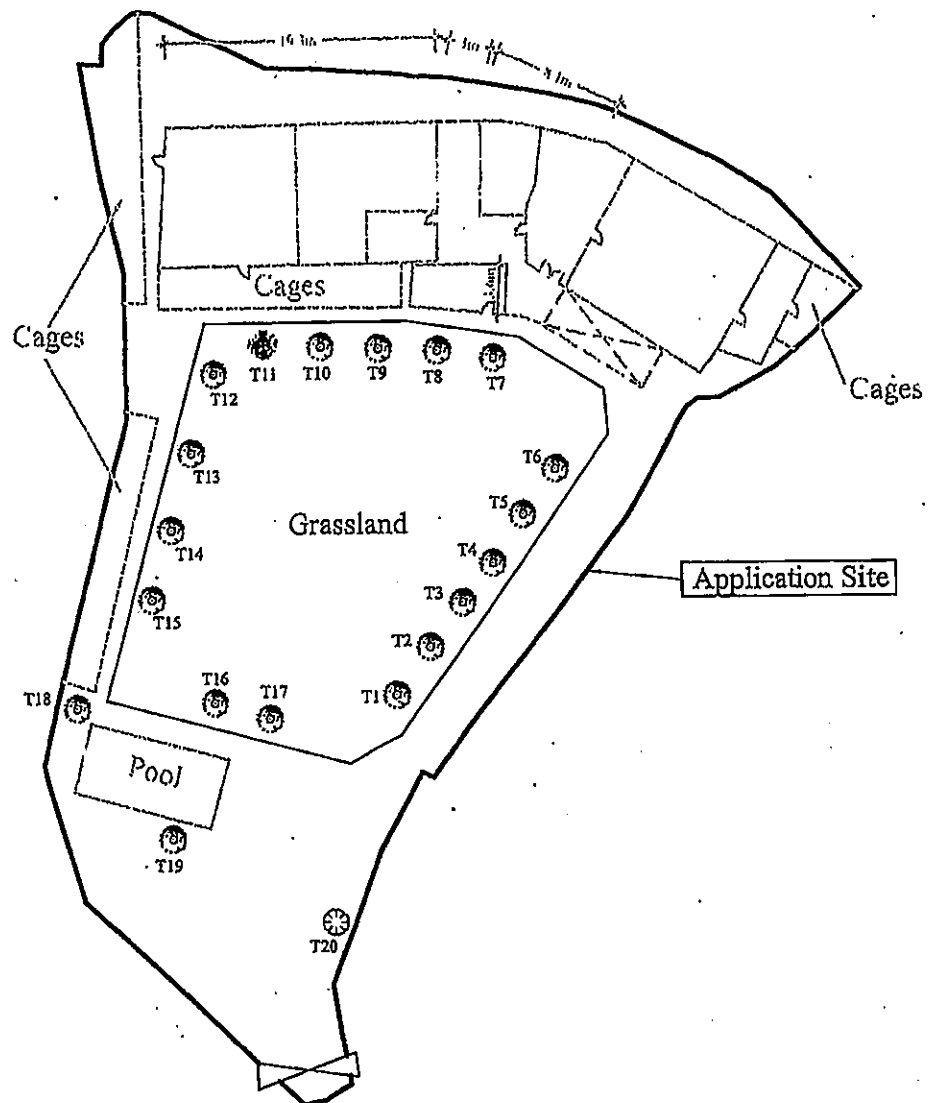 Cages
Cages
Cages
T11
T10
T9
T8
T7
T12
T6
T13
T5
Grassland
T14
T4
Application Site
T3
T15
T2
T16
T1
T18
T17
Pool
T19
T20